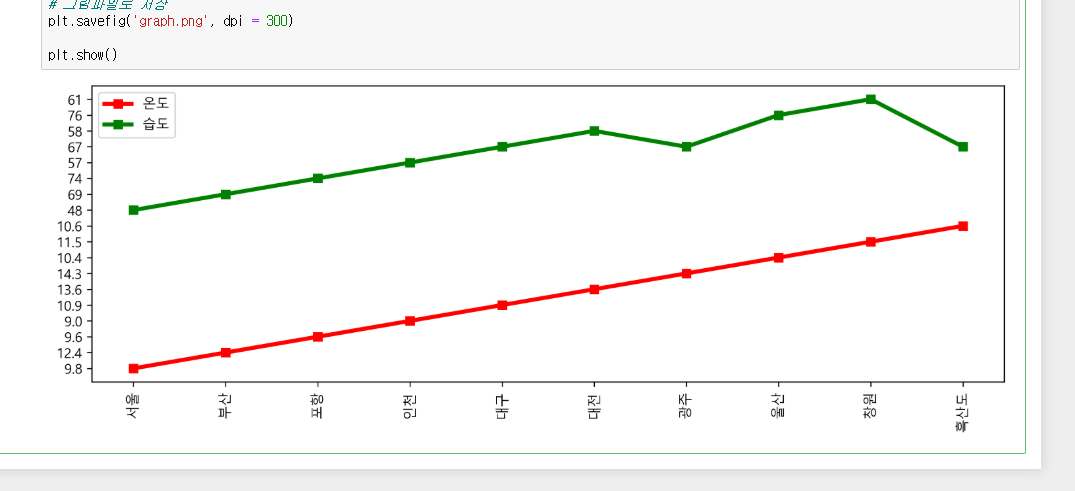 # 그림파일로 저장
plt.savefig('graph.png', dpi = 300)
plt.show()
온도
습도
61
76
58
67
57
74
69
48
10.6
11.5
10.4
14.3
13.6
10.9
9.0
9.6
12.4
9.8
서울
부산
포항
인천
대구
대전
광주
울산
창원
흑산도